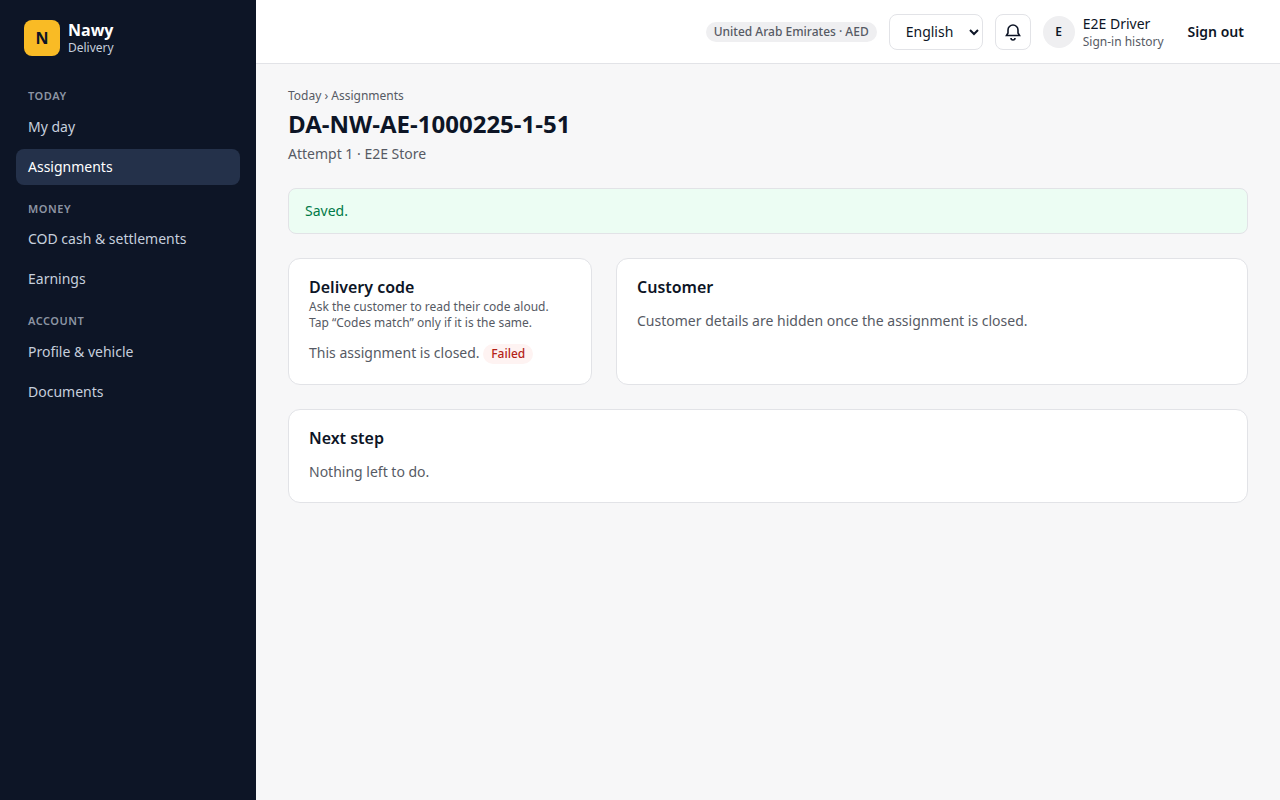 N
Nawy
Delivery
TODAY
My day
Assignments
MONEY
COD cash & settlements
Earnings
ACCOUNT
Profile & vehicle
Documents
United Arab Emirates · AED
English
E
E2E Driver
Sign-in history
Sign out
Today › Assignments
DA-NW-AE-1000225-1-51
Attempt 1 · E2E Store
Saved.
Delivery code
Ask the customer to read their code aloud.
Tap “Codes match” only if it is the same.
This assignment is closed. Failed
Customer
Customer details are hidden once the assignment is closed.
Next step
Nothing left to do.